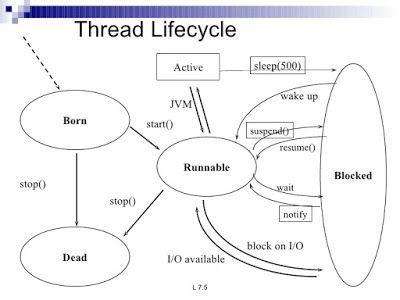 Thread Lifecycle
Active
sleep(500)
JVM
wake up
Born
start()
suspend()
resume()
Runnable
Blocked
stop()
stop()
wait
notify
Dead
block on I/O
I/O available
L 7.5